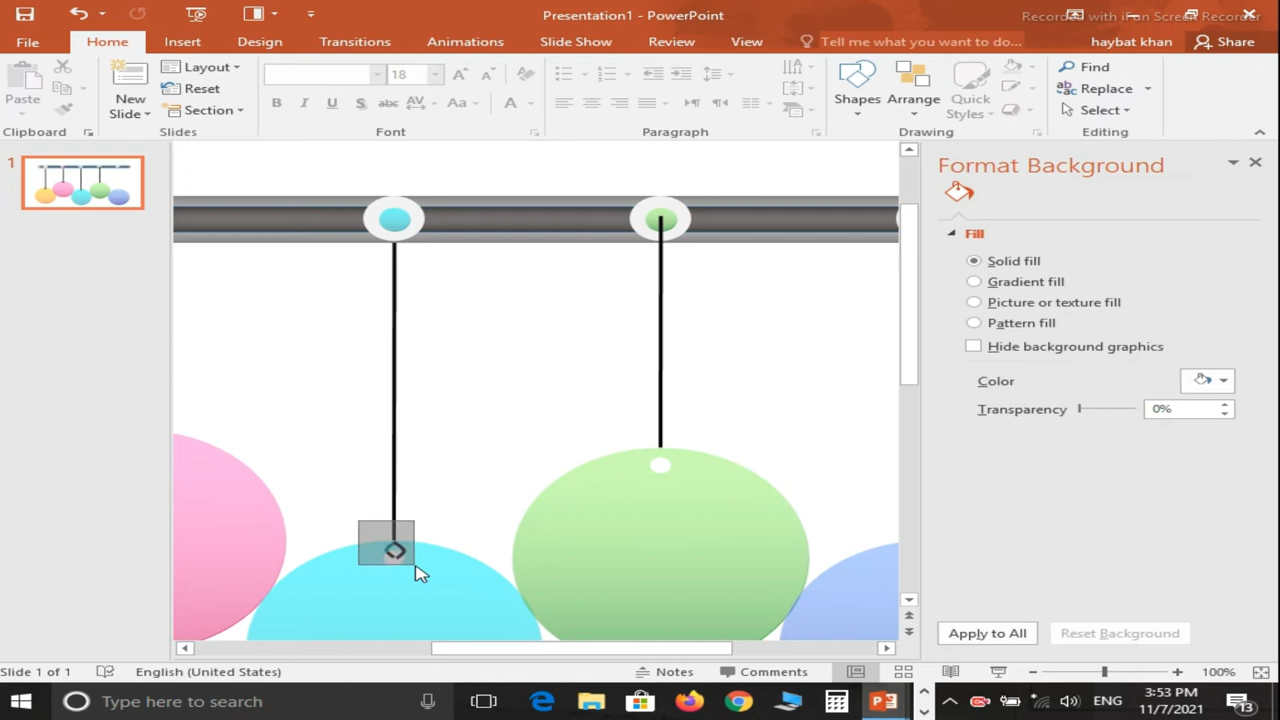 Presentation1 - PowerPoint
Recorded with iFun Screen Recorder
File Home Insert Design Transitions Animations Slide Show Review View Tell me what you want to do... haybat khan Share
Paste
Clipboard
New Slide
Layout
Reset
Section
Slides
18
B I U S abc AV Aa A
Font
Paragraph
Shapes
Arrange
Quick Styles
Drawing
Find
Replace
Select
Editing
1
Format Background
Fill
Solid fill
Gradient fill
Picture or texture fill
Pattern fill
Hide background graphics
Color
Transparency 0%
Apply to All Reset Background
Slide 1 of 1 English (United States) Notes Comments 100%
Type here to search ENG 3:53 PM
11/7/2021 13